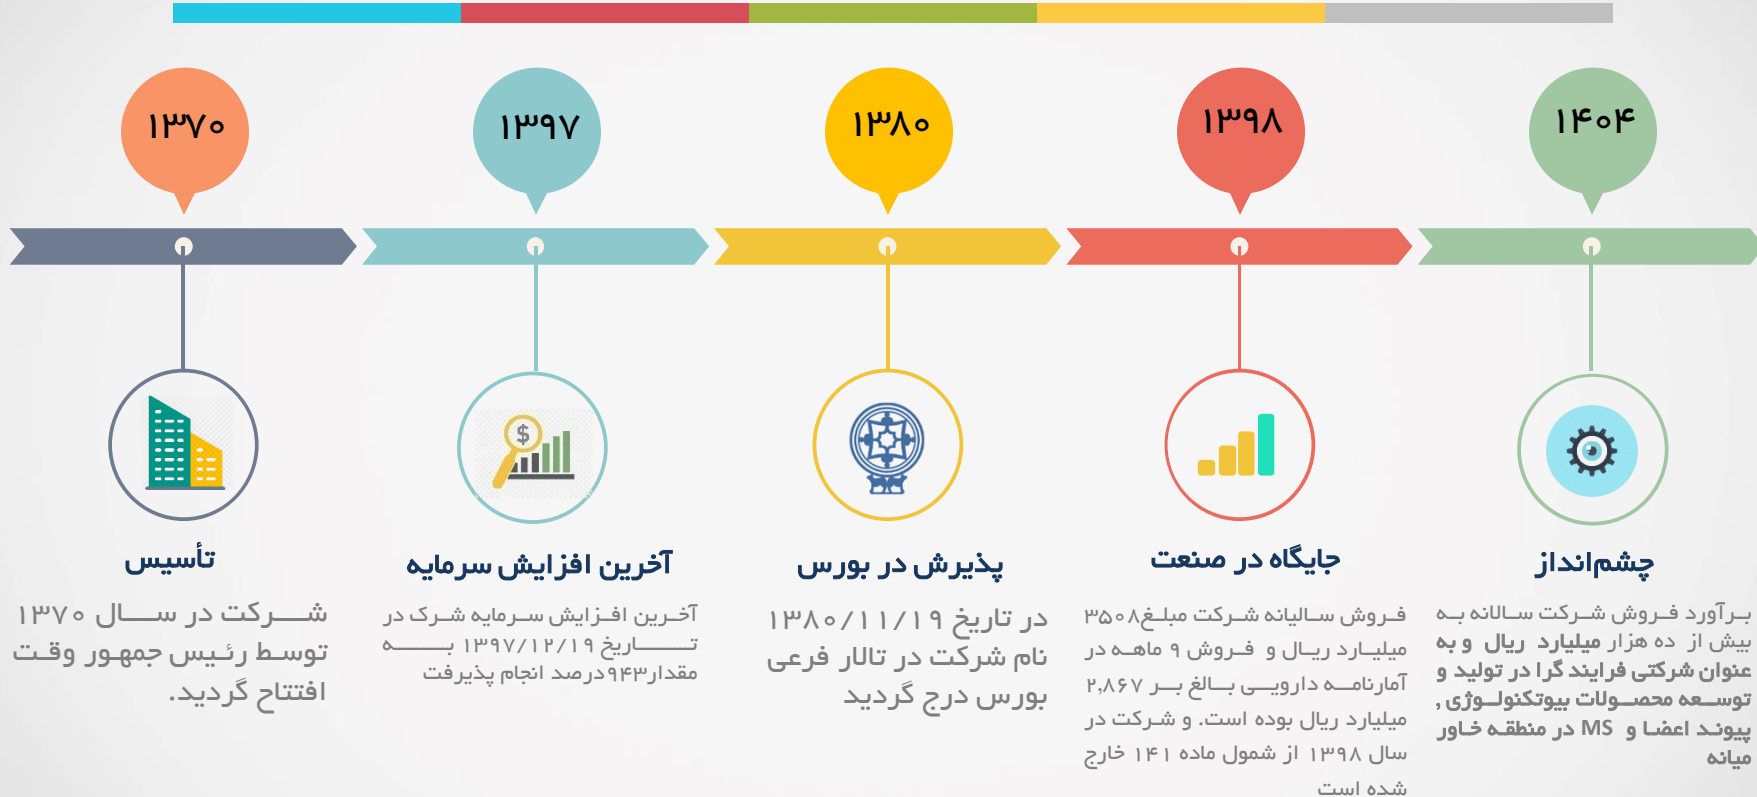 ۱۳۷۰
۱۳۹۷
۱۳۸۰
۱۳۹۸
۱۴۰۴
$
تأسیس
شرکت در سال ۱۳۷۰
توسط رئیس جمهور وقت
افتتاح گردید.
آخرین افزایش سرمایه
آخرین افزایش سرمایه شرک در
تاریخ ۱۳۹۷/۱۲/۱۹ به
مقدار۹۴۳درصد انجام پذیرفت
پذیرش در بورس
در تاریخ ۱۳۸۰/۱۱/۱۹
نام شرکت در تالار فرعی
بورس درج گردید
جایگاه در صنعت
فروش سالیانه شرکت مبلغ۳۵۰۸
میلیارد ریال و فروش ۹ ماهه در
آمارنامه دارویی بالغ بر ۲,۸۶۷
میلیارد ریال بوده است. و شرکت در
سال ۱۳۹۸ از شمول ماده ۱۴۱ خارج
شده است
چشم‌انداز
برآورد فروش شرکت سالانه به
بیش از ده هزار میلیارد ریال و به
عنوان شرکتی فرایند گرا در تولید و
توسعه محصولات بیوتکنولوژی ,
پیوند اعضا و MS در منطقه خاور
میانه